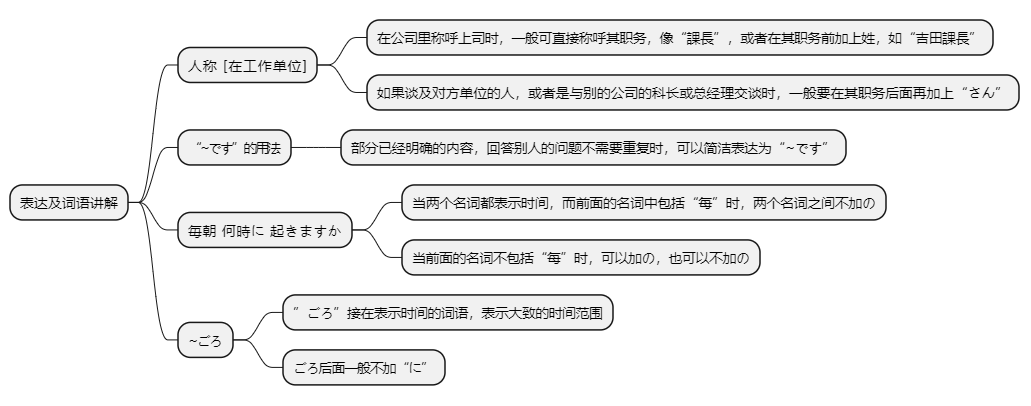 表达及词语讲解
人称 [在工作单位]
在公司里称呼上司时，一般可直接称呼其职务，像“課長”，或者在其职务前加上姓，如“吉田課長”
如果谈及对方单位的人，或者是与别的公司的科长或总经理交谈时，一般要在其职务后面再加上“さん”
“~です”的用法
部分已经明确的内容，回答别人的问题不需要重复时，可以简洁表达为“~です”
毎朝 何時に 起きますか
当两个名词都表示时间，而前面的名词中包括“每”时，两个名词之间不加の
当前面的名词不包括“每”时，可以加の，也可以不加の
~ごろ
”ごろ”接在表示时间的词语，表示大致的时间范围
ごろ后面一般不加“に”